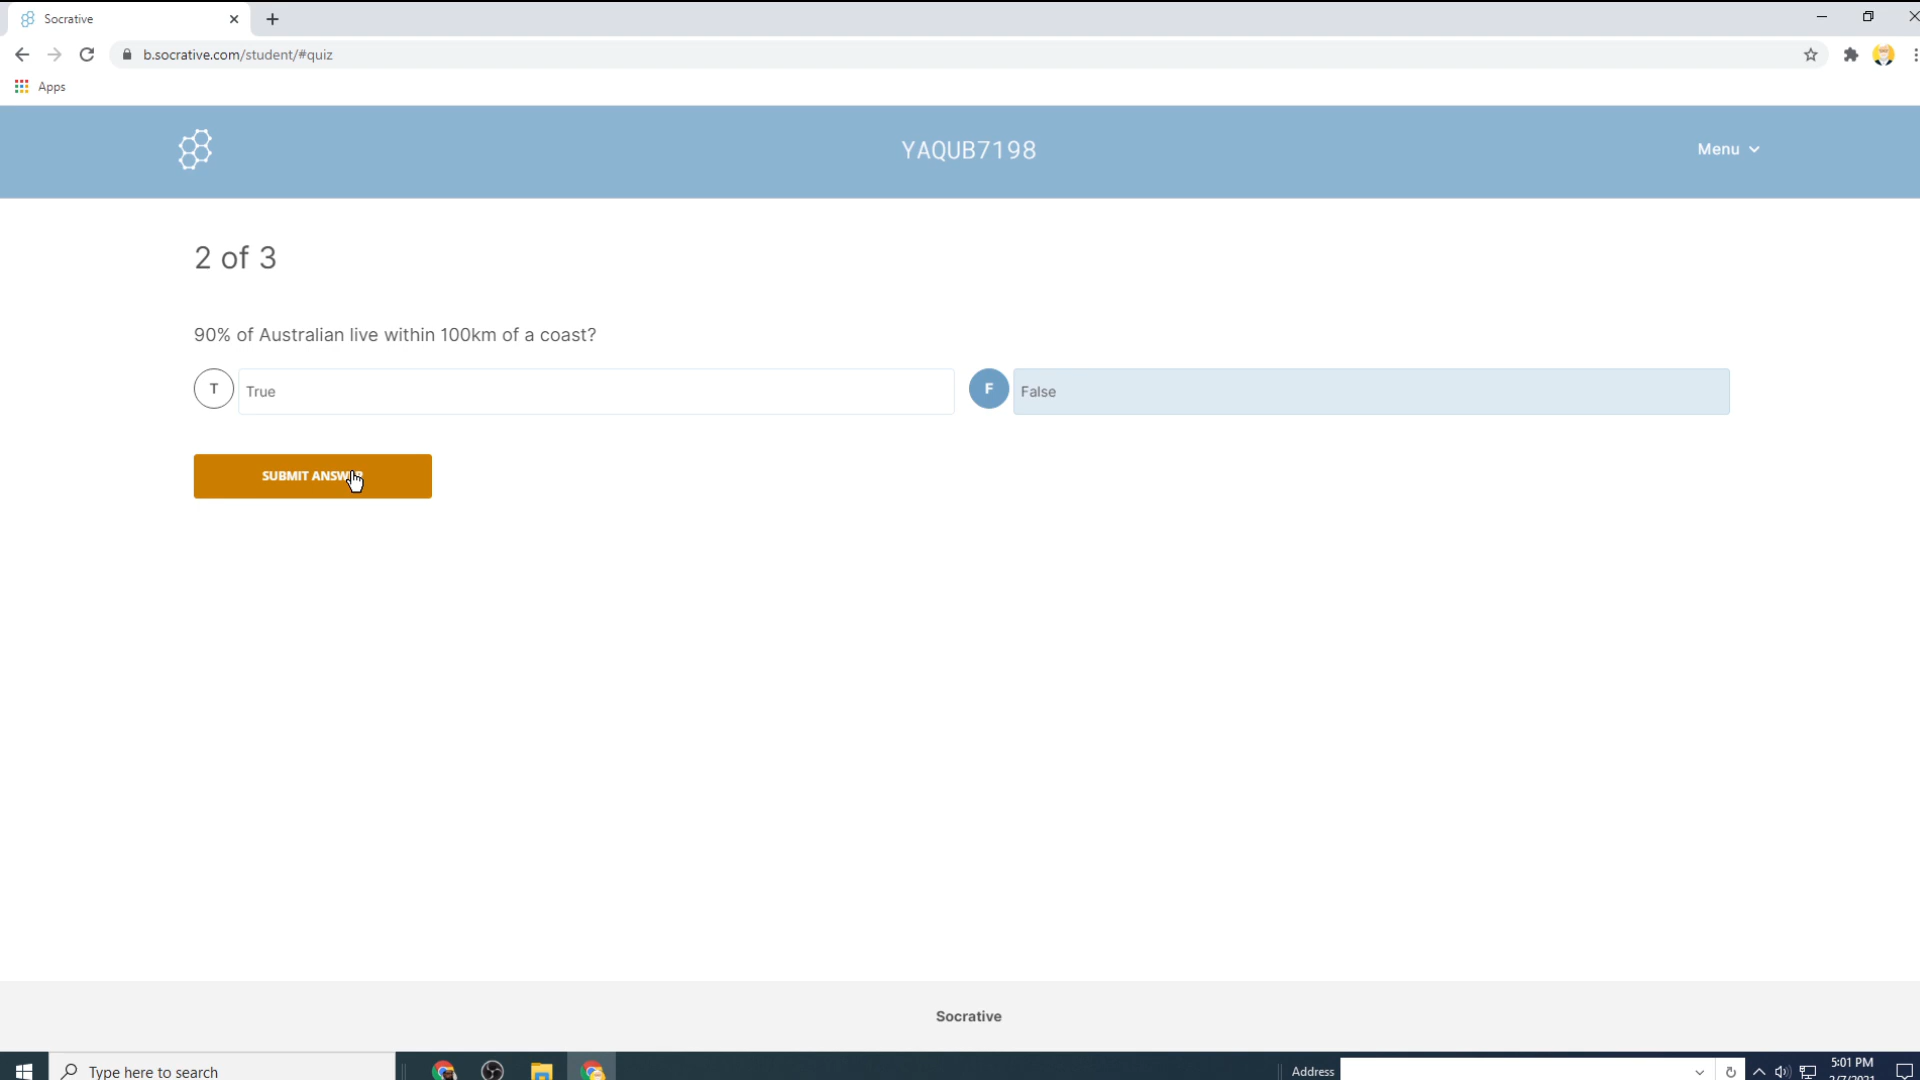 Socrative
b.socrative.com/student/#quiz
Apps
YAQUB7198
Menu
2 of 3
90% of Australian live within 100km of a coast?
T True
F False
SUBMIT
Socrative
Type here to search
Address
5:01 PM